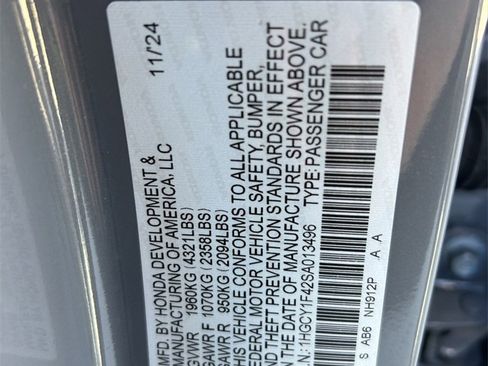 MFD. BY HONDA DEVELOPMENT & 11/24
MANUFACTURING OF AMERICA, LLC
GVWR 1960KG (4321LBS)
GAWR F 1070KG (2358LBS)
GAWR R 950KG (2094LBS)
THIS VEHICLE CONFORMS TO ALL APPLICABLE
FEDERAL MOTOR VEHICLE SAFETY, BUMPER,
AND THEFT PREVENTION STANDARDS IN EFFECT
ON THE DATE OF MANUFACTURE SHOWN ABOVE.
.N.: 1HGCY1F42SA013496 TYPE: PASSENGER CAR
S AB6 NH912P A A